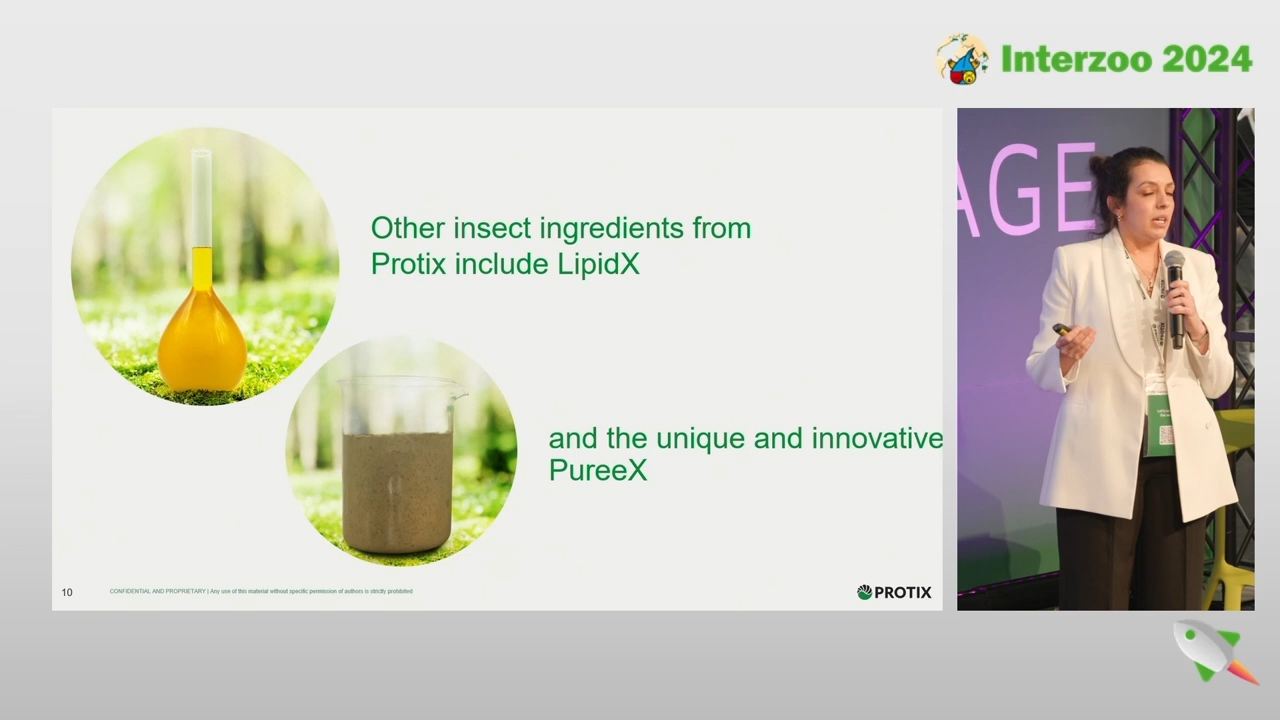 Interzoo 2024
AGE
Other insect ingredients from
Protix include LipidX
and the unique and innovative
PureeX
10
CONFIDENTIAL AND PROPRIETARY | Any use of this material without specific permission of authors is strictly prohibited
PROTIX